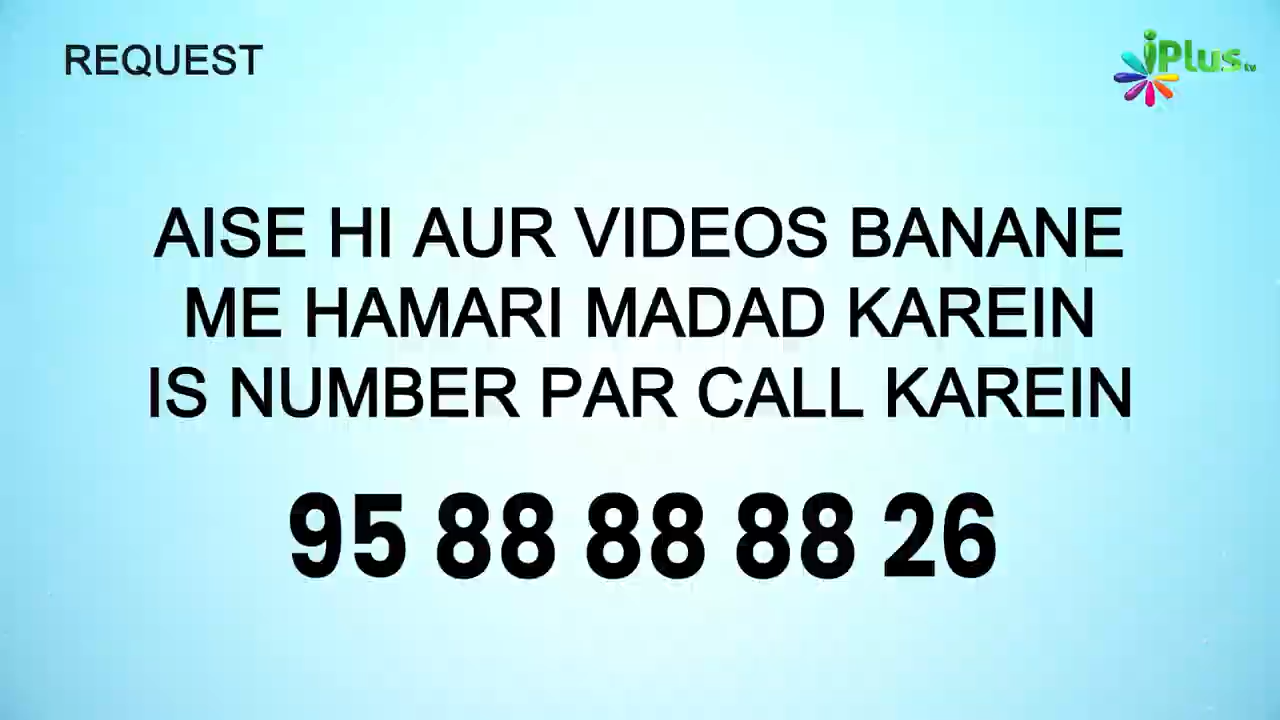 REQUEST
iPlus tv
AISE HI AUR VIDEOS BANANE
ME HAMARI MADAD KAREIN
IS NUMBER PAR CALL KAREIN
95 88 88 88 26